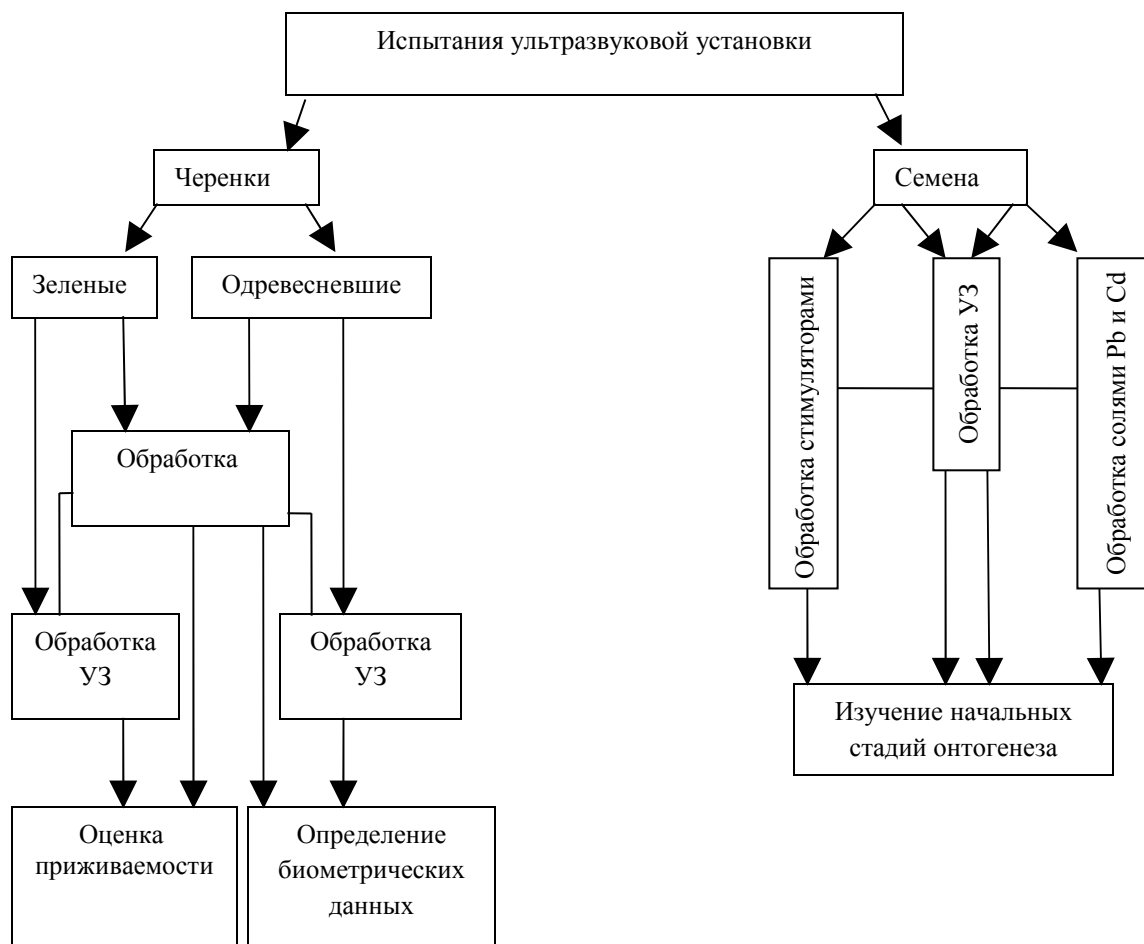 Испытания ультразвуковой установки
Черенки
Семена
Зеленые
Одревесневшие
Обработка стимуляторами
Обработка УЗ
Обработка солями Pb и Cd
Обработка
Обработка
УЗ
Обработка
УЗ
Изучение начальных
стадий онтогенеза
Оценка
приживаемости
Определение
биометрических
данных